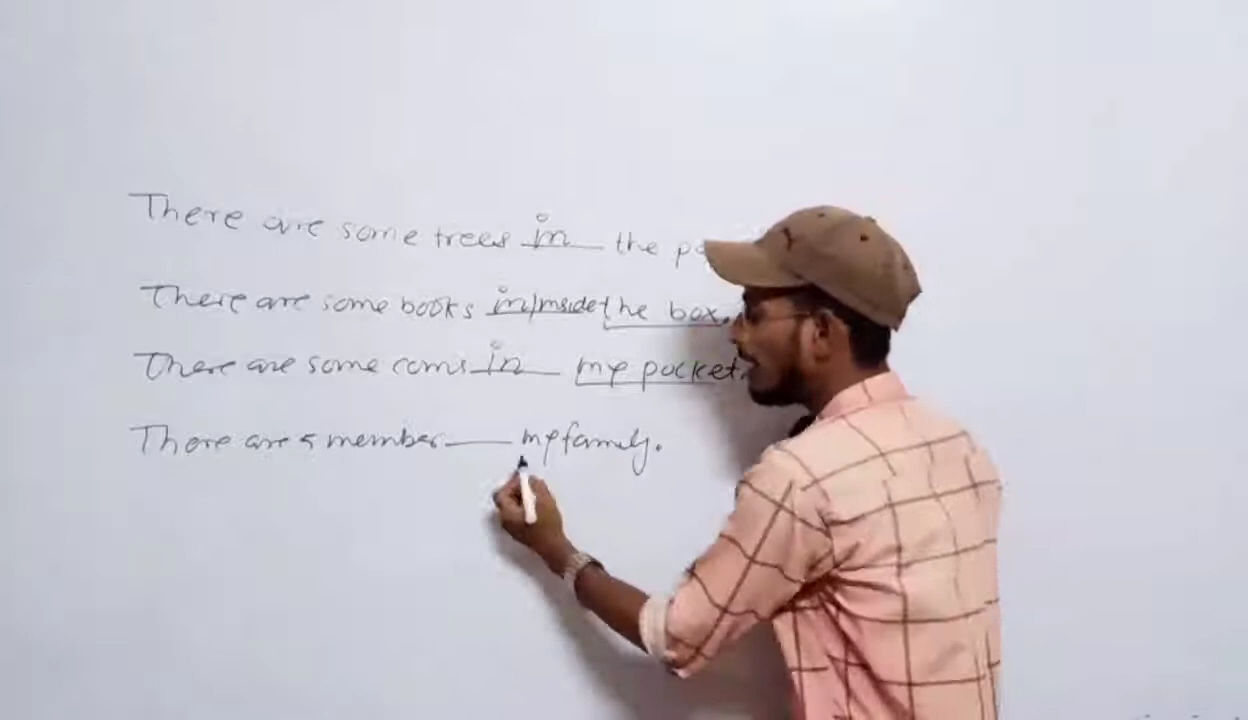 There are some trees in the
There are some books in/inside the box.
There are some coins in my pocket.
There are 5 member my family.